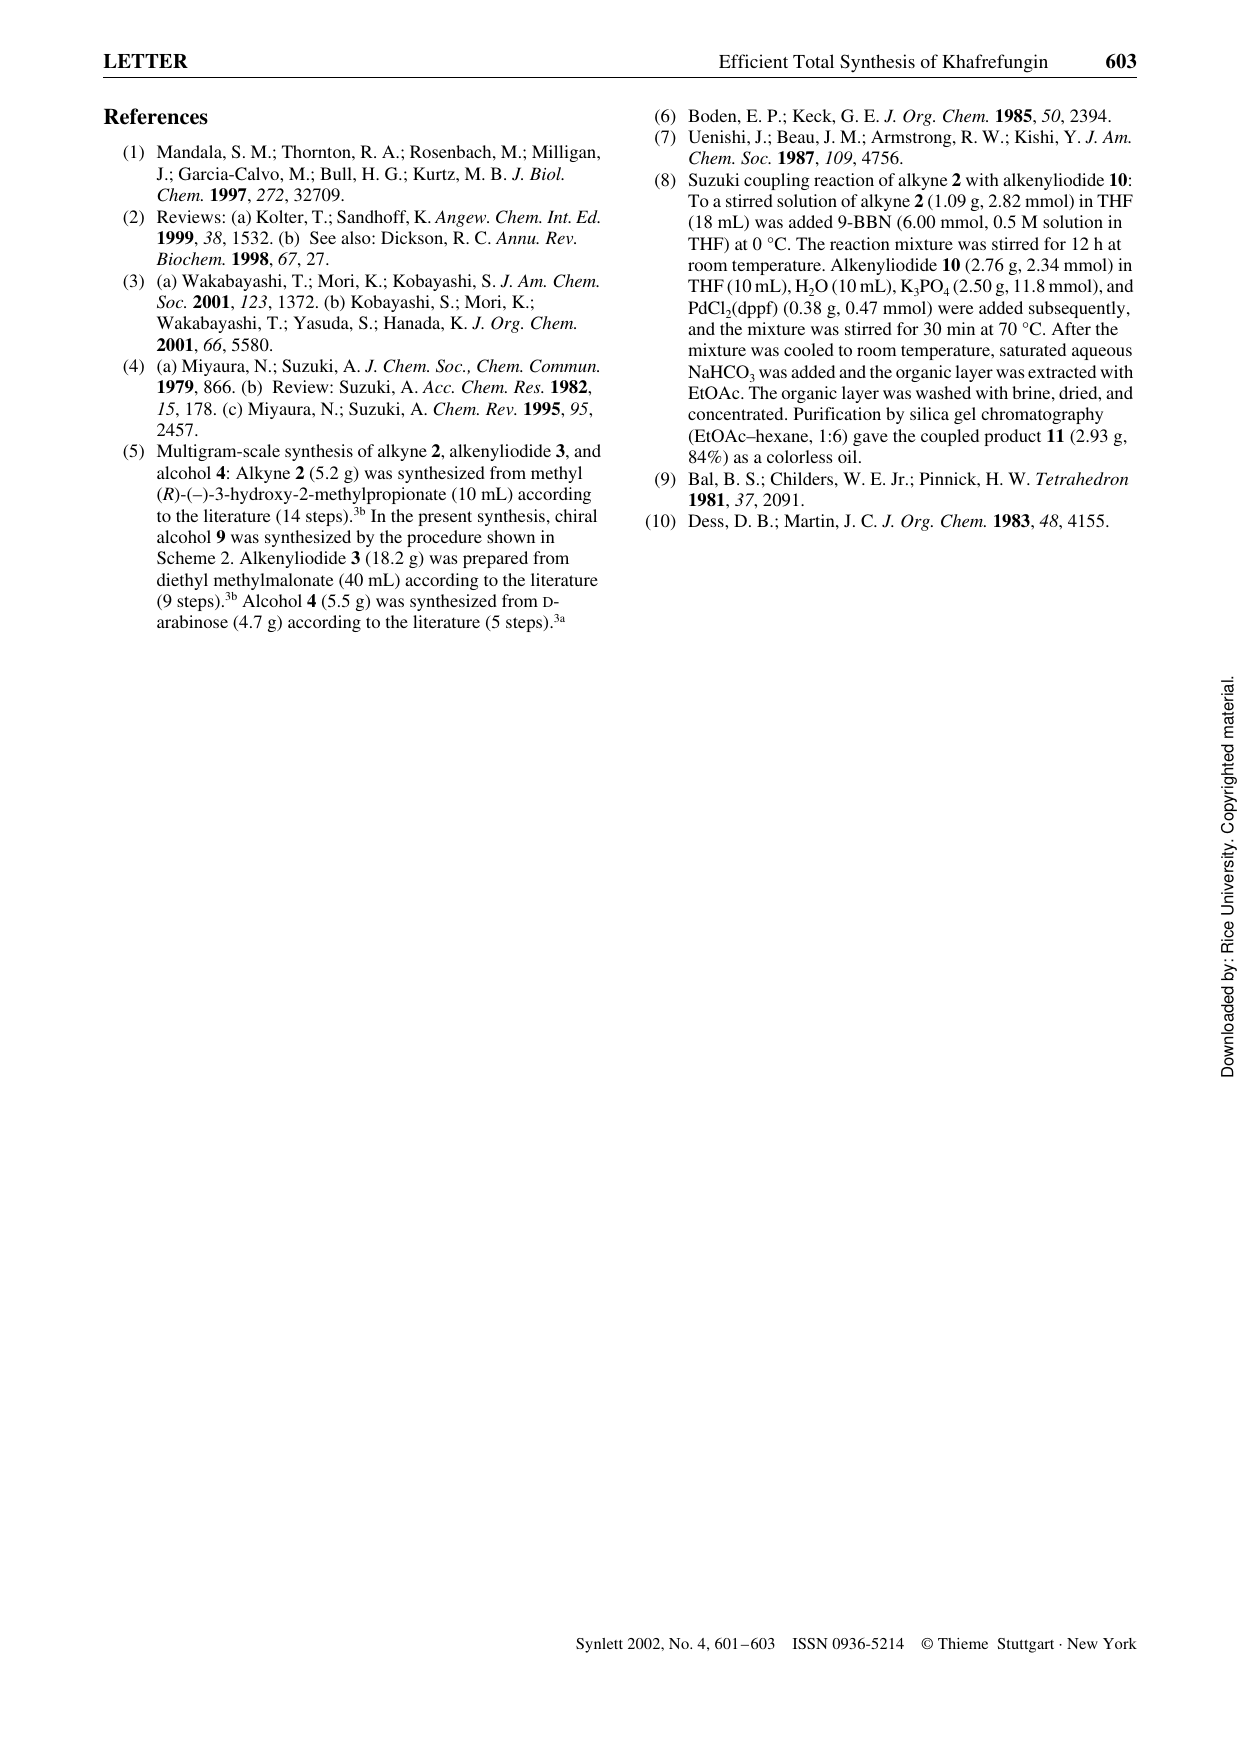 LETTER Efficient Total Synthesis of Khafrefungin 603
References
(1) Mandala, S. M.; Thornton, R. A.; Rosenbach, M.; Milligan,
J.; Garcia-Calvo, M.; Bull, H. G.; Kurtz, M. B. J. Biol.
Chem. 1997, 272, 32709.
(2) Reviews: (a) Kolter, T.; Sandhoff, K. Angew. Chem. Int. Ed.
1999, 38, 1532. (b) See also: Dickson, R. C. Annu. Rev.
Biochem. 1998, 67, 27.
(3) (a) Wakabayashi, T.; Mori, K.; Kobayashi, S. J. Am. Chem.
Soc. 2001, 123, 1372. (b) Kobayashi, S.; Mori, K.;
Wakabayashi, T.; Yasuda, S.; Hanada, K. J. Org. Chem.
2001, 66, 5580.
(4) (a) Miyaura, N.; Suzuki, A. J. Chem. Soc., Chem. Commun.
1979, 866. (b) Review: Suzuki, A. Acc. Chem. Res. 1982,
15, 178. (c) Miyaura, N.; Suzuki, A. Chem. Rev. 1995, 95,
2457.
(5) Multigram-scale synthesis of alkyne 2, alkenyliodide 3, and
alcohol 4: Alkyne 2 (5.2 g) was synthesized from methyl
(R)-(–)-3-hydroxy-2-methylpropionate (10 mL) according
to the literature (14 steps).3b In the present synthesis, chiral
alcohol 9 was synthesized by the procedure shown in
Scheme 2. Alkenyliodide 3 (18.2 g) was prepared from
diethyl methylmalonate (40 mL) according to the literature
(9 steps).3b Alcohol 4 (5.5 g) was synthesized from D-
arabinose (4.7 g) according to the literature (5 steps).3a
(6) Boden, E. P.; Keck, G. E. J. Org. Chem. 1985, 50, 2394.
(7) Uenishi, J.; Beau, J. M.; Armstrong, R. W.; Kishi, Y. J. Am.
Chem. Soc. 1987, 109, 4756.
(8) Suzuki coupling reaction of alkyne 2 with alkenyliodide 10:
To a stirred solution of alkyne 2 (1.09 g, 2.82 mmol) in THF
(18 mL) was added 9-BBN (6.00 mmol, 0.5 M solution in
THF) at 0 °C. The reaction mixture was stirred for 12 h at
room temperature. Alkenyliodide 10 (2.76 g, 2.34 mmol) in
THF (10 mL), H2O (10 mL), K3PO4 (2.50 g, 11.8 mmol), and
PdCl2(dppf) (0.38 g, 0.47 mmol) were added subsequently,
and the mixture was stirred for 30 min at 70 °C. After the
mixture was cooled to room temperature, saturated aqueous
NaHCO3 was added and the organic layer was extracted with
EtOAc. The organic layer was washed with brine, dried, and
concentrated. Purification by silica gel chromatography
(EtOAc–hexane, 1:6) gave the coupled product 11 (2.93 g,
84%) as a colorless oil.
(9) Bal, B. S.; Childers, W. E. Jr.; Pinnick, H. W. Tetrahedron
1981, 37, 2091.
(10) Dess, D. B.; Martin, J. C. J. Org. Chem. 1983, 48, 4155.
Downloaded by: Rice University. Copyrighted material.
Synlett 2002, No. 4, 601–603 ISSN 0936-5214 © Thieme Stuttgart · New York